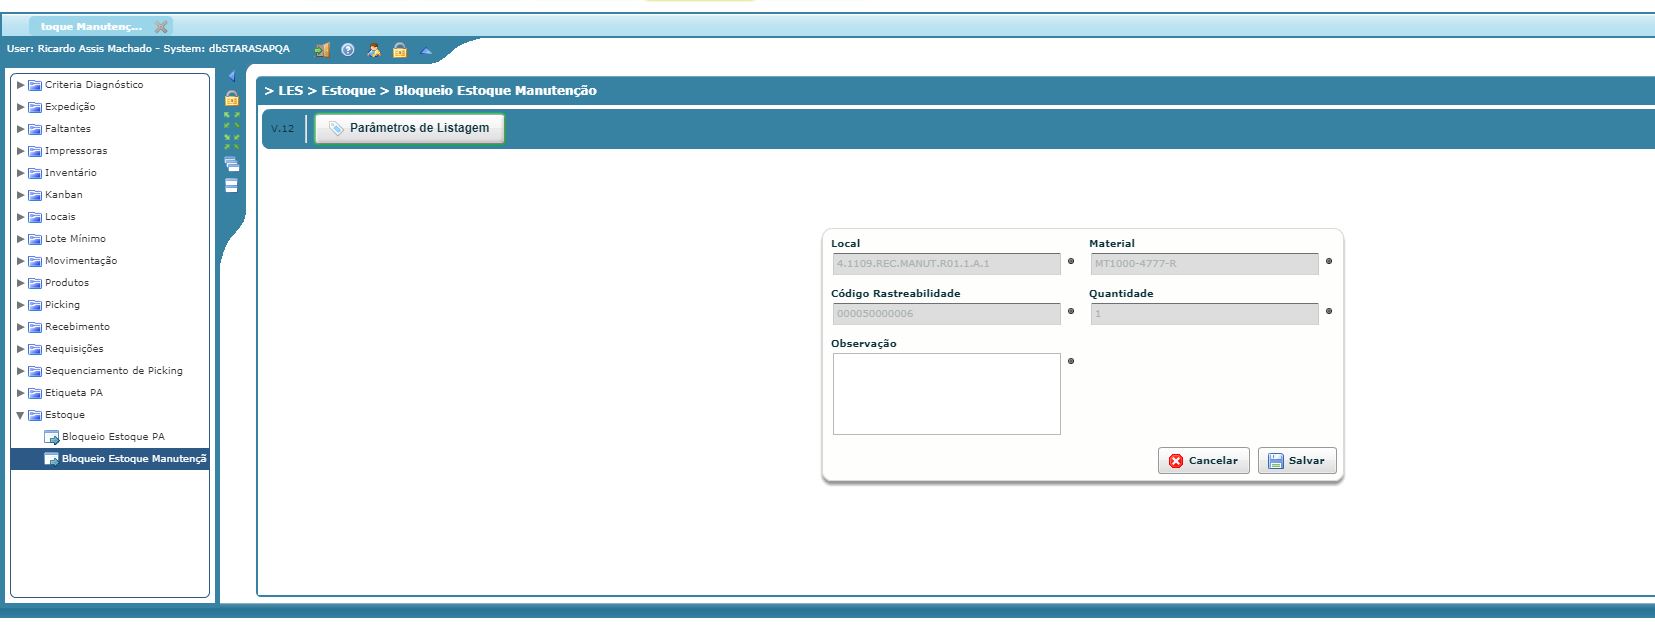 toque Manutenç...
User: Ricardo Assis Machado - System: dbSTARASAPQA
Criteria Diagnóstico
Expedição
Faltantes
Impressoras
Inventário
Kanban
Locais
Lote Mínimo
Movimentação
Produtos
Picking
Recebimento
Requisições
Sequenciamento de Picking
Etiqueta PA
Estoque
Bloqueio Estoque PA
Bloqueio Estoque Manutençã
> LES > Estoque > Bloqueio Estoque Manutenção
V.12
Parâmetros de Listagem
Local
Material
4.1109.REC.MANUT.R01.1.A.1
MT1000-4777-R
Código Rastreabilidade
Quantidade
000050000006
1
Observação
Cancelar
Salvar